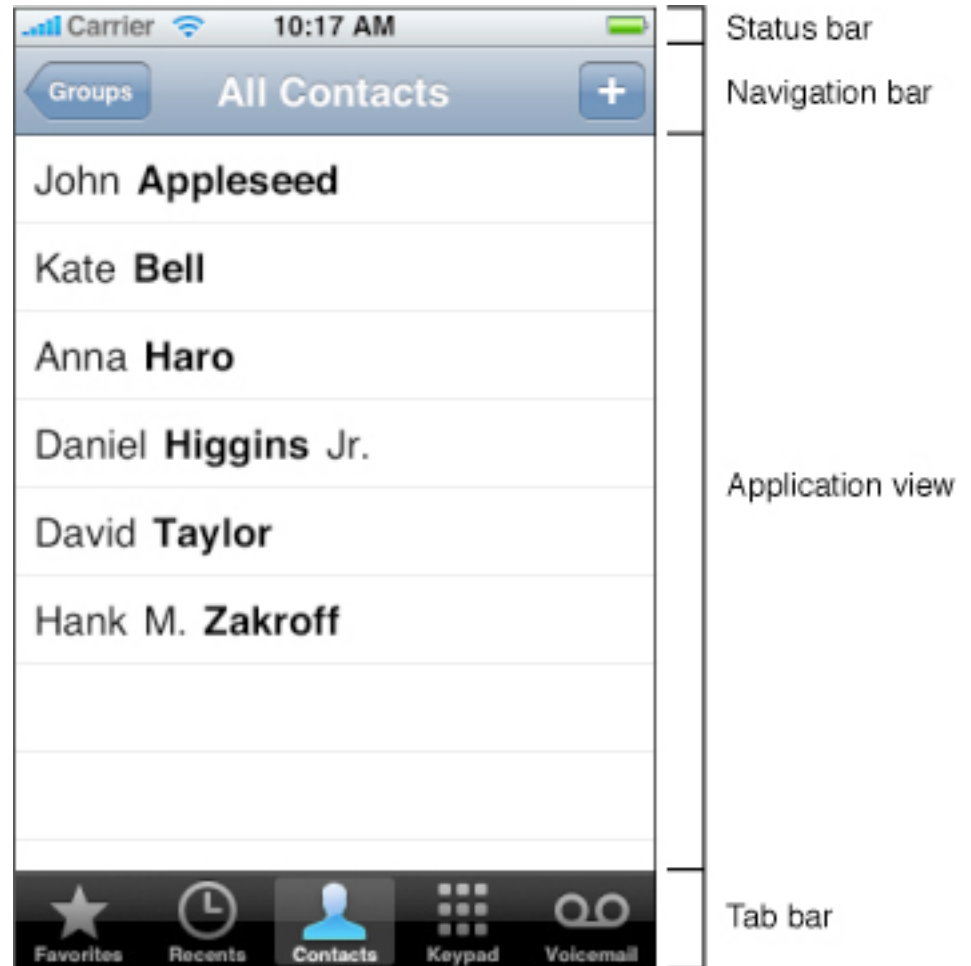 Carrier 10:17 AM
Status bar
Groups All Contacts +
Navigation bar
John Appleseed
Kate Bell
Anna Haro
Daniel Higgins Jr.
Application view
David Taylor
Hank M. Zakroff
Tab bar
Favorites Recents Contacts Keypad Voicemail